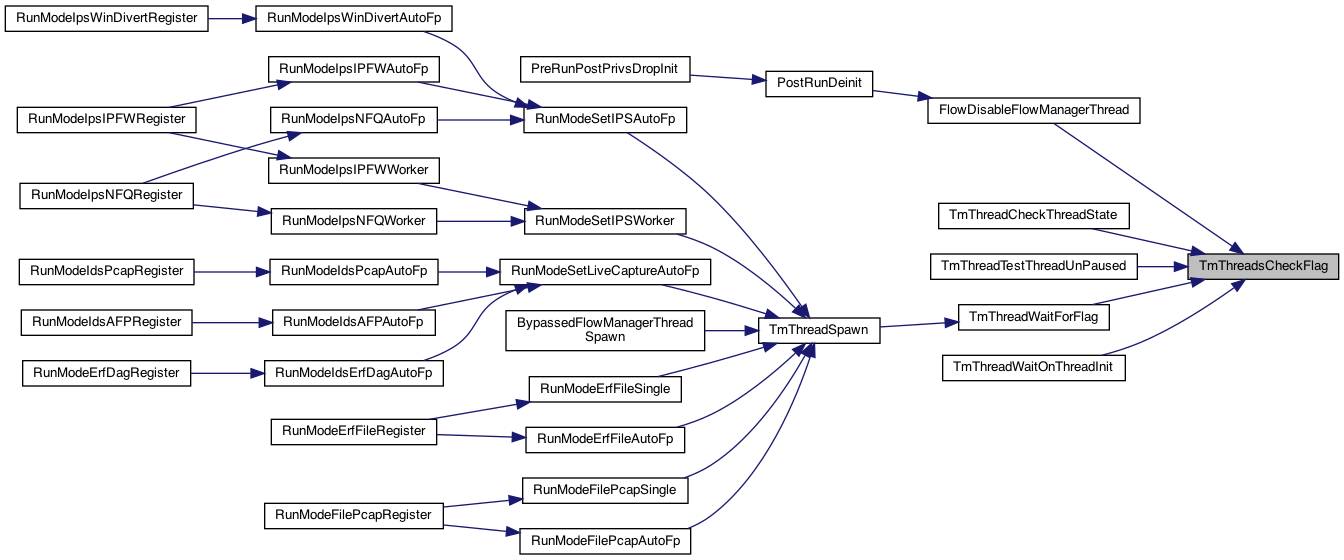 RunModeIpsWinDivertRegister
RunModeIpsWinDivertAutoFp
RunModeIpsIPFWAutoFp
PreRunPostPrivsDropInit
PostRunDeinit
RunModeIpsIPFWRegister
RunModeIpsNFQAutoFp
RunModeSetIPSAutoFp
FlowDisableFlowManagerThread
RunModeIpsIPFWWorker
RunModeIpsNFQRegister
RunModeIpsNFQWorker
RunModeSetIPSWorker
TmThreadCheckThreadState
RunModeIdsPcapRegister
RunModeIdsPcapAutoFp
RunModeSetLiveCaptureAutoFp
TmThreadTestThreadUnPaused
TmThreadsCheckFlag
RunModeIdsAFPRegister
RunModeIdsAFPAutoFp
BypassedFlowManagerThread
Spawn
TmThreadSpawn
TmThreadWaitForFlag
RunModeErfDagRegister
RunModeIdsErfDagAutoFp
RunModeErfFileSingle
TmThreadWaitOnThreadInit
RunModeErfFileRegister
RunModeErfFileAutoFp
RunModeFilePcapSingle
RunModeFilePcapRegister
RunModeFilePcapAutoFp